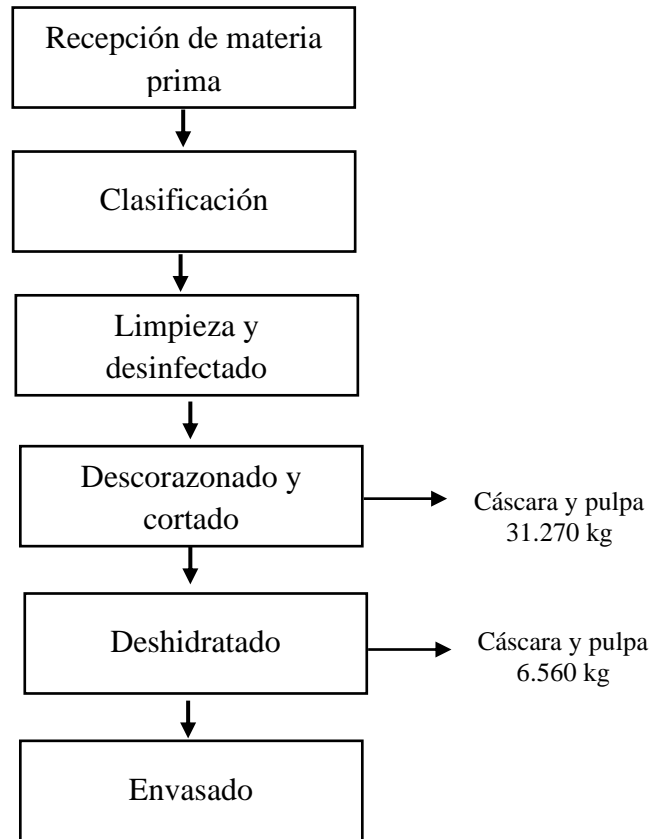 Recepción de materia
prima
Clasificación
Limpieza y
desinfectado
Descorazonado y
cortado
Cáscara y pulpa
31.270 kg
Deshidratado
Cáscara y pulpa
6.560 kg
Envasado